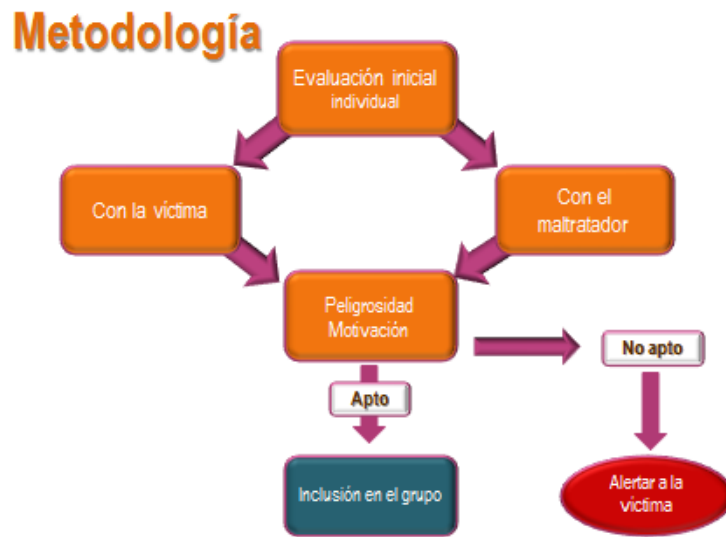 Metodología
Evaluación inicial
individual
Con la víctima
Con el
maltratador
Peligrosidad
Motivación
No apto
Apto
Inclusión en el grupo
Alertar a la
víctima